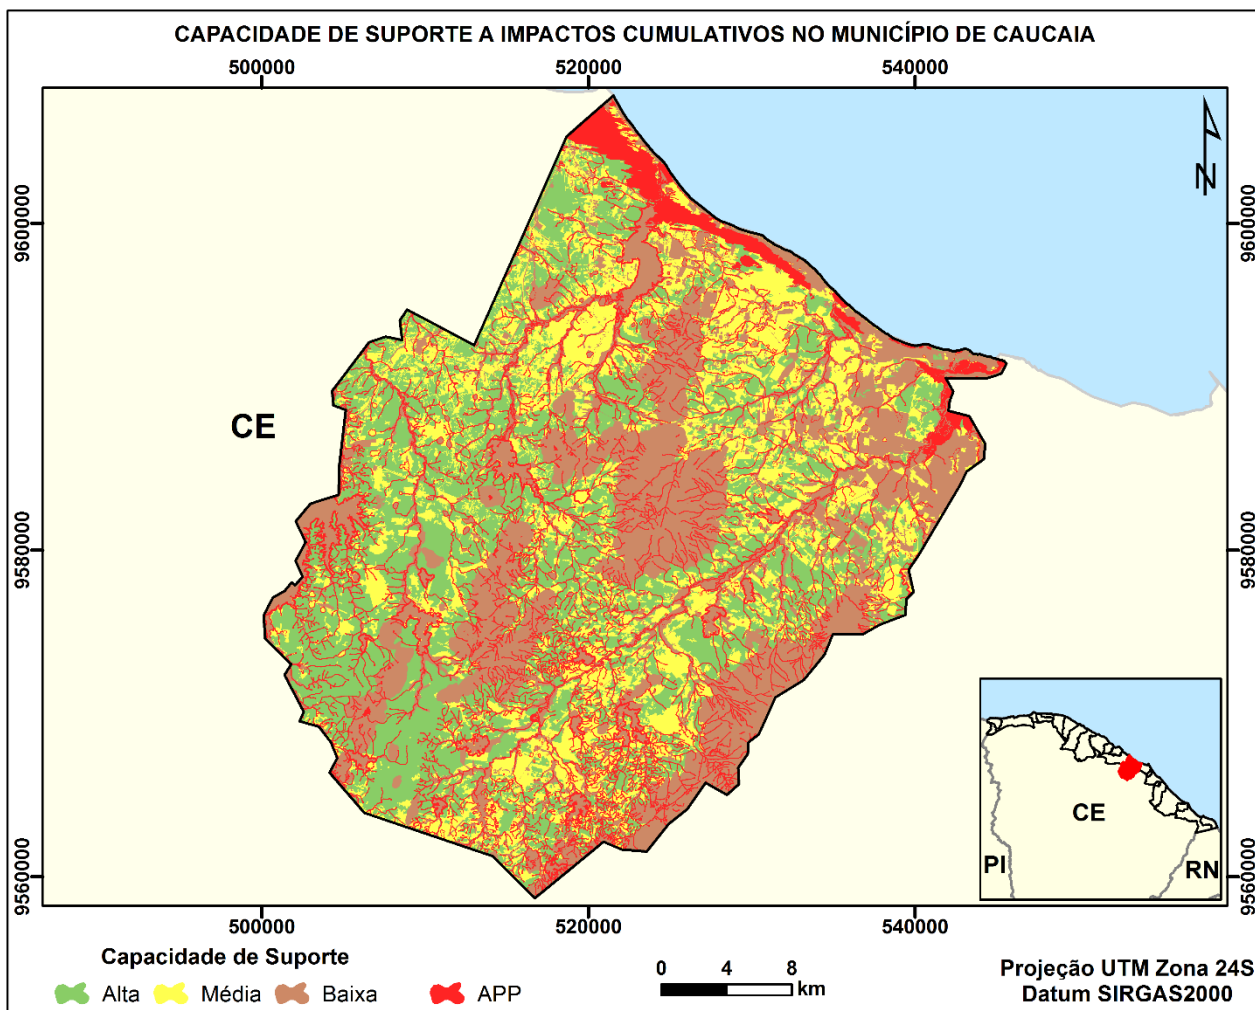 CAPACIDADE DE SUPORTE A IMPACTOS CUMULATIVOS NO MUNICÍPIO DE CAUCAIA
500000 520000 540000
9600000 9600000
N
CE
9580000 9580000
CE
PI
RN
9560000 9560000
500000 520000 540000
Capacidade de Suporte
Alta Média Baixa APP
0 4 8
km
Projeção UTM Zona 24S
Datum SIRGAS2000